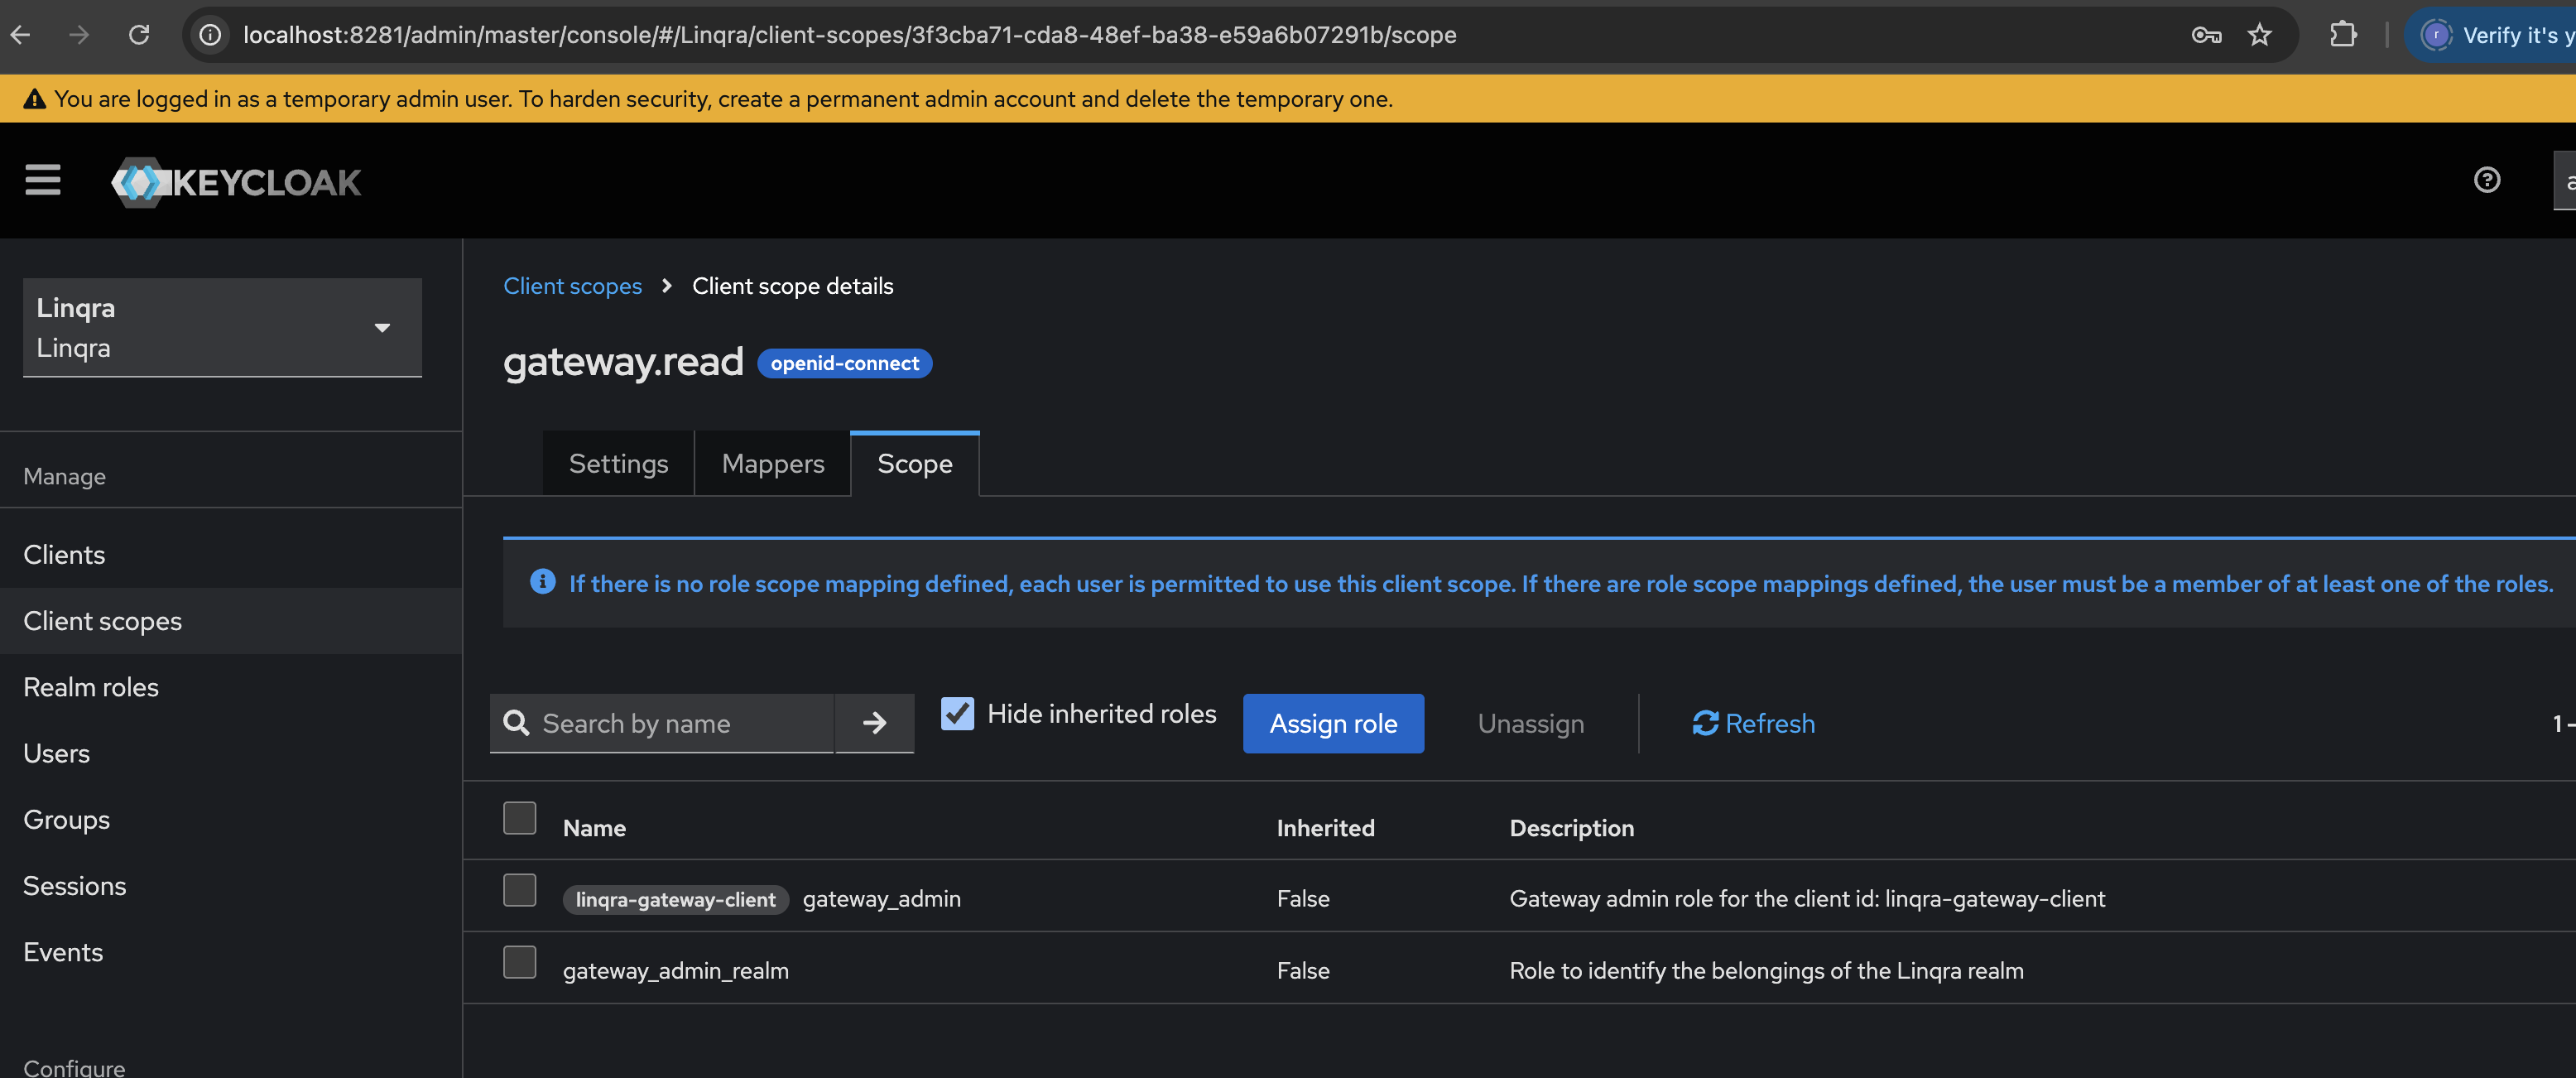 localhost:8281/admin/master/console/#/Linqra/client-scopes/3f3cba71-cda8-48ef-ba38-e59a6b07291b/scope
r
Verify it's y
You are logged in as a temporary admin user. To harden security, create a permanent admin account and delete the temporary one.
KEYCLOAK
a
Linqra
Linqra
Manage
Clients
Client scopes
Realm roles
Users
Groups
Sessions
Events
Configure
Client scopes > Client scope details
gateway.read openid-connect
Settings Mappers Scope
If there is no role scope mapping defined, each user is permitted to use this client scope. If there are role scope mappings defined, the user must be a member of at least one of the roles.
Search by name Hide inherited roles Assign role Unassign Refresh 1 -
Name Inherited Description
linqra-gateway-client gateway_admin False Gateway admin role for the client id: linqra-gateway-client
gateway_admin_realm False Role to identify the belongings of the Linqra realm